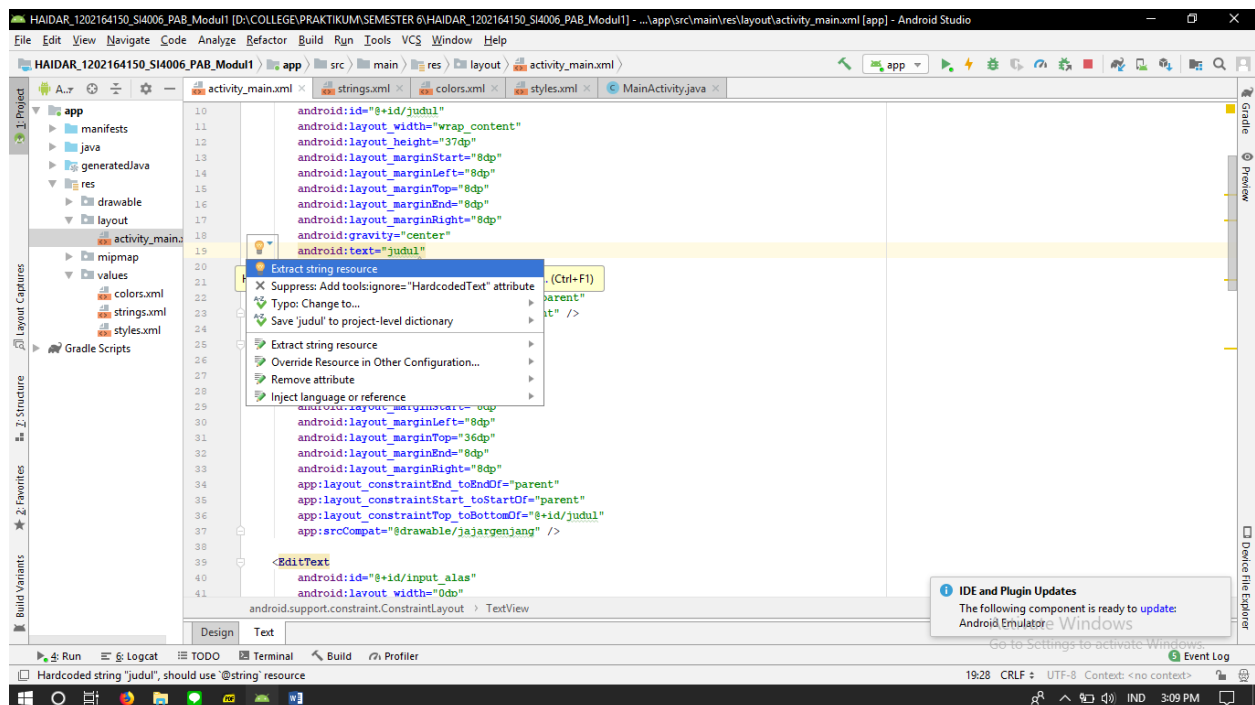 HAIDAR_1202164150_SI4006_PAB_Modul1 [D:\COLLEGE\PRAKTIKUM\SEMESTER 6\HAIDAR_1202164150_SI4006_PAB_Modul1] - ...\app\src\main\res\layout\activity_main.xml [app] - Android Studio
File Edit View Navigate Code Analyze Refactor Build Run Tools VCS Window Help
HAIDAR_1202164150_SI4006_PAB_Modul1 app src main res layout activity_main.xml app
1: Project
A..
activity_main.xml strings.xml colors.xml styles.xml MainActivity.java
app
manifests
java
generatedJava
res
drawable
layout
activity_main.x
mipmap
values
colors.xml
strings.xml
styles.xml
Gradle Scripts
Layout Captures
7: Structure
2: Favorites
Build Variants
10 android:id="@+id/judul"
11 android:layout_width="wrap_content"
12 android:layout_height="37dp"
13 android:layout_marginStart="8dp"
14 android:layout_marginLeft="8dp"
15 android:layout_marginTop="8dp"
16 android:layout_marginEnd="8dp"
17 android:layout_marginRight="8dp"
18 android:gravity="center"
19 android:text="judul"
20
21 . (Ctrl+F1)
22 parent"
23 nt" />
24
25
26
27
28
Extract string resource
Suppress: Add tools:ignore="HardcodedText" attribute
Typo: Change to...
Save 'judul' to project-level dictionary
Extract string resource
Override Resource in Other Configuration...
Remove attribute
Inject language or reference
29 android:layout_marginStart="8dp"
30 android:layout_marginLeft="8dp"
31 android:layout_marginTop="36dp"
32 android:layout_marginEnd="8dp"
33 android:layout_marginRight="8dp"
34 app:layout_constraintEnd_toEndOf="parent"
35 app:layout_constraintStart_toStartOf="parent"
36 app:layout_constraintTop_toBottomOf="@+id/judul"
37 app:srcCompat="@drawable/jajargenjang" />
38
39 <EditText
40 android:id="@+id/input_alas"
41 android:layout_width="0dp"
android.support.constraint.ConstraintLayout › TextView
Design Text
Gradle
Preview
Device File Explorer
IDE and Plugin Updates
The following component is ready to update:
Android Emulator
Activate Windows
Go to Settings to activate Windows.
4: Run 6: Logcat TODO Terminal Build Profiler 5 Event Log
Hardcoded string "judul", should use `@string` resource 19:28 CRLF UTF-8 Context: <no context>
IND 3:09 PM